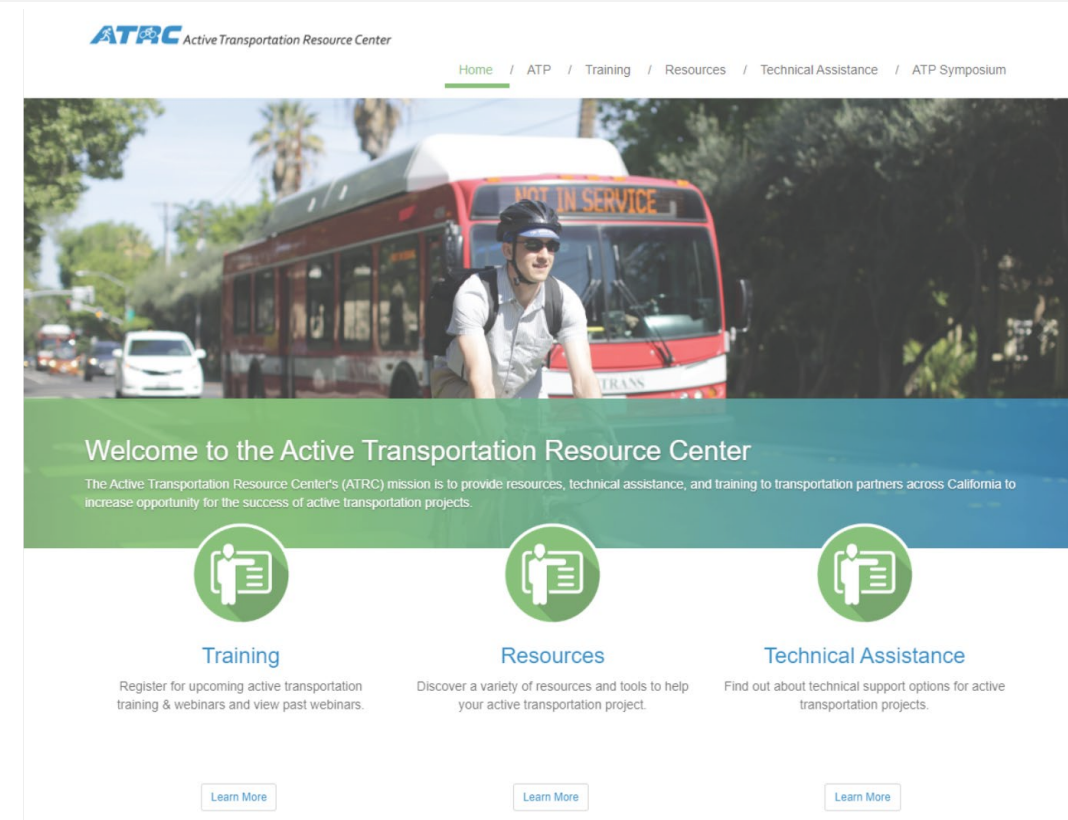 ATRC Active Transportation Resource Center
Home / ATP / Training / Resources / Technical Assistance / ATP Symposium
NOT IN SERVICE
TRANS
Welcome to the Active Transportation Resource Center
The Active Transportation Resource Center's (ATRC) mission is to provide resources, technical assistance, and training to transportation partners across California to
increase opportunity for the success of active transportation projects.
Training
Register for upcoming active transportation
training & webinars and view past webinars.
Learn More
Resources
Discover a variety of resources and tools to help
your active transportation project.
Learn More
Technical Assistance
Find out about technical support options for active
transportation projects.
Learn More